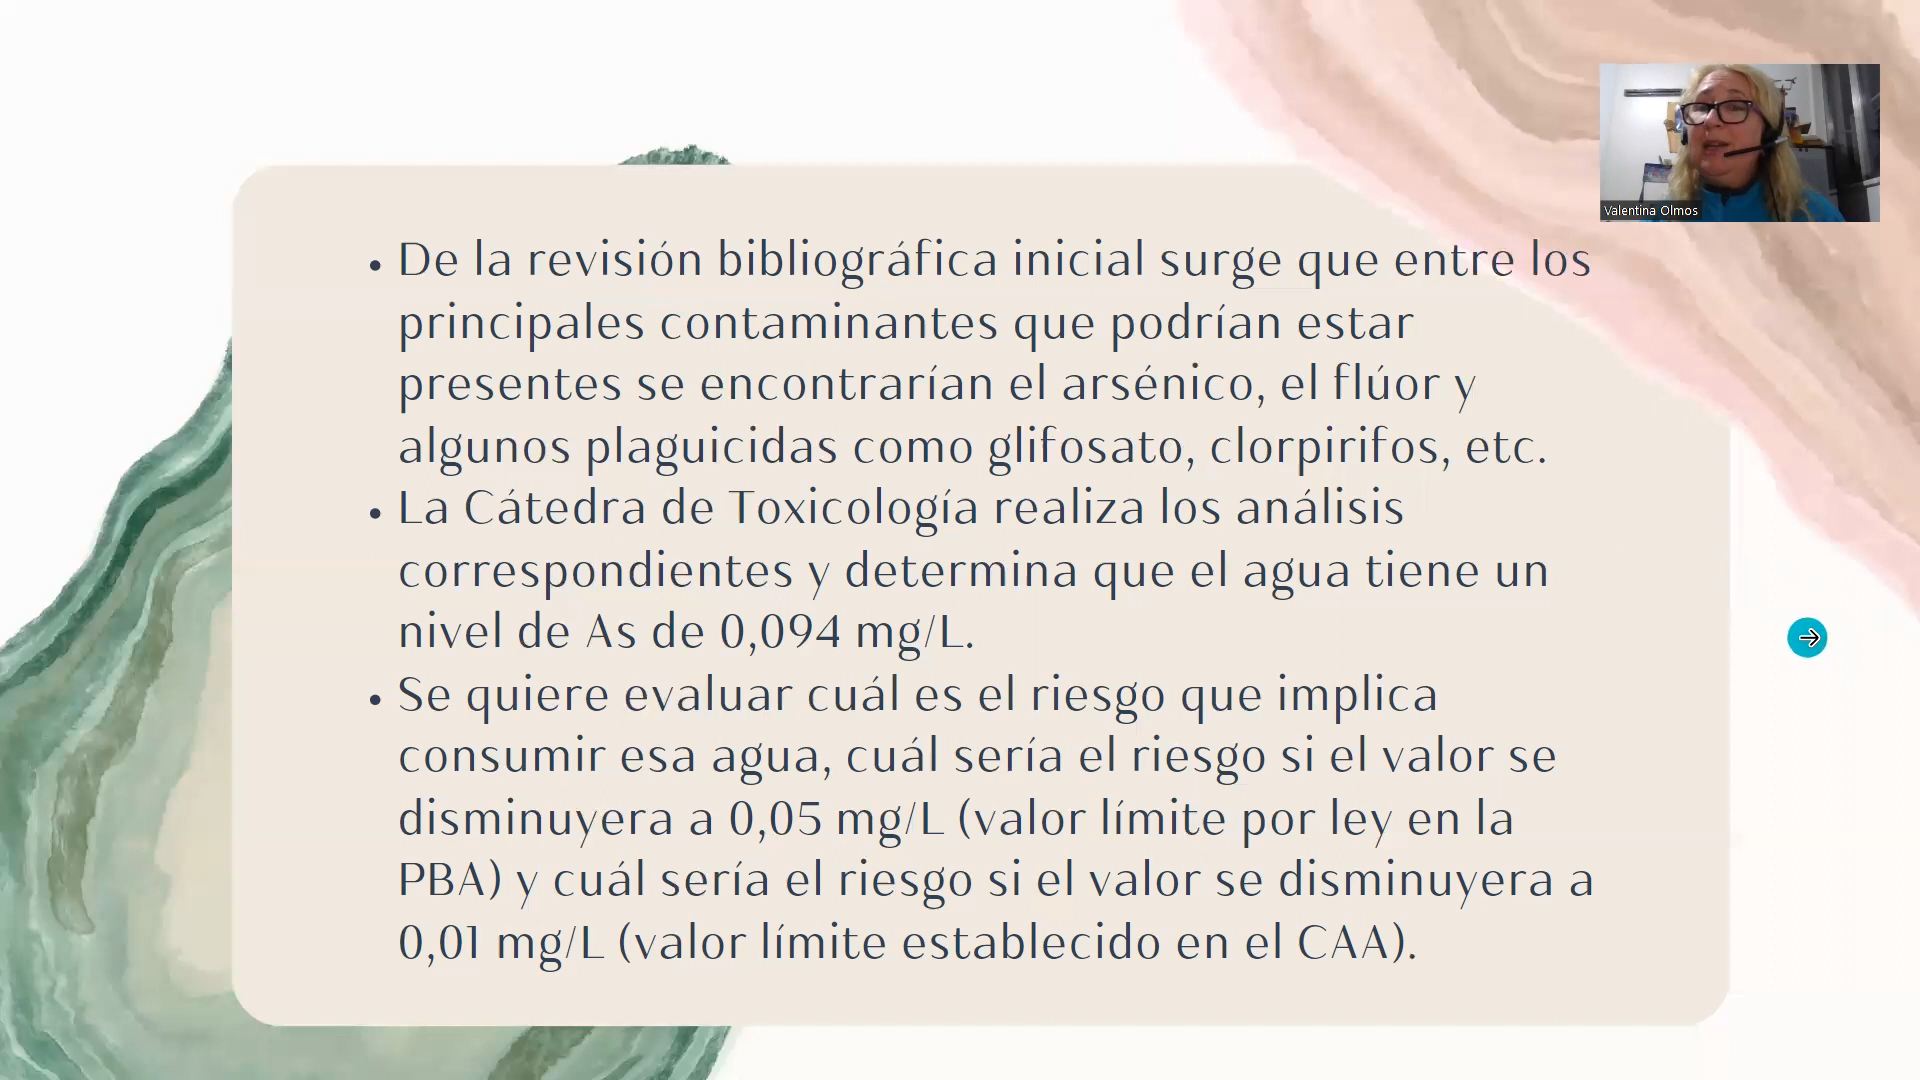 Valentina Olmos
• De la revisión bibliográfica inicial surge que entre los
principales contaminantes que podrían estar
presentes se encontrarían el arsénico, el flúor y
algunos plaguicidas como glifosato, clorpirifos, etc.
• La Cátedra de Toxicología realiza los análisis
correspondientes y determina que el agua tiene un
nivel de As de 0,094 mg/L.
• Se quiere evaluar cuál es el riesgo que implica
consumir esa agua, cuál sería el riesgo si el valor se
disminuyera a 0,05 mg/L (valor límite por ley en la
PBA) y cuál sería el riesgo si el valor se disminuyera a
0,01 mg/L (valor límite establecido en el CAA).